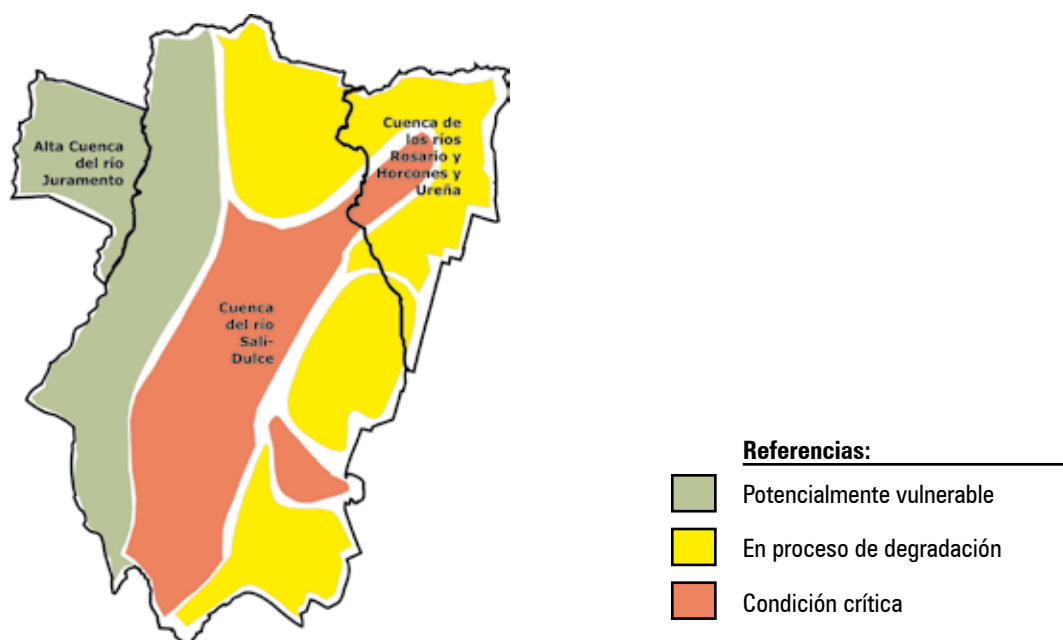 Alta Cuenca
del río
Juramento
Cuenca de
los ríos
Rosario y
Horcones y
Ureña
Cuenca
del río
Salí-
Dulce
Referencias:
Potencialmente vulnerable
En proceso de degradación
Condición crítica